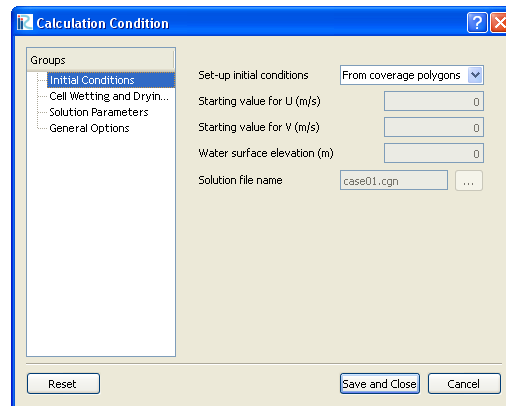 Calculation Condition
Groups
Initial Conditions
Cell Wetting and Dryin...
Solution Parameters
General Options
Set-up initial conditions From coverage polygons
Starting value for U (m/s) 0
Starting value for V (m/s) 0
Water surface elevation (m) 0
Solution file name case01.cgn ...
Reset Save and Close Cancel